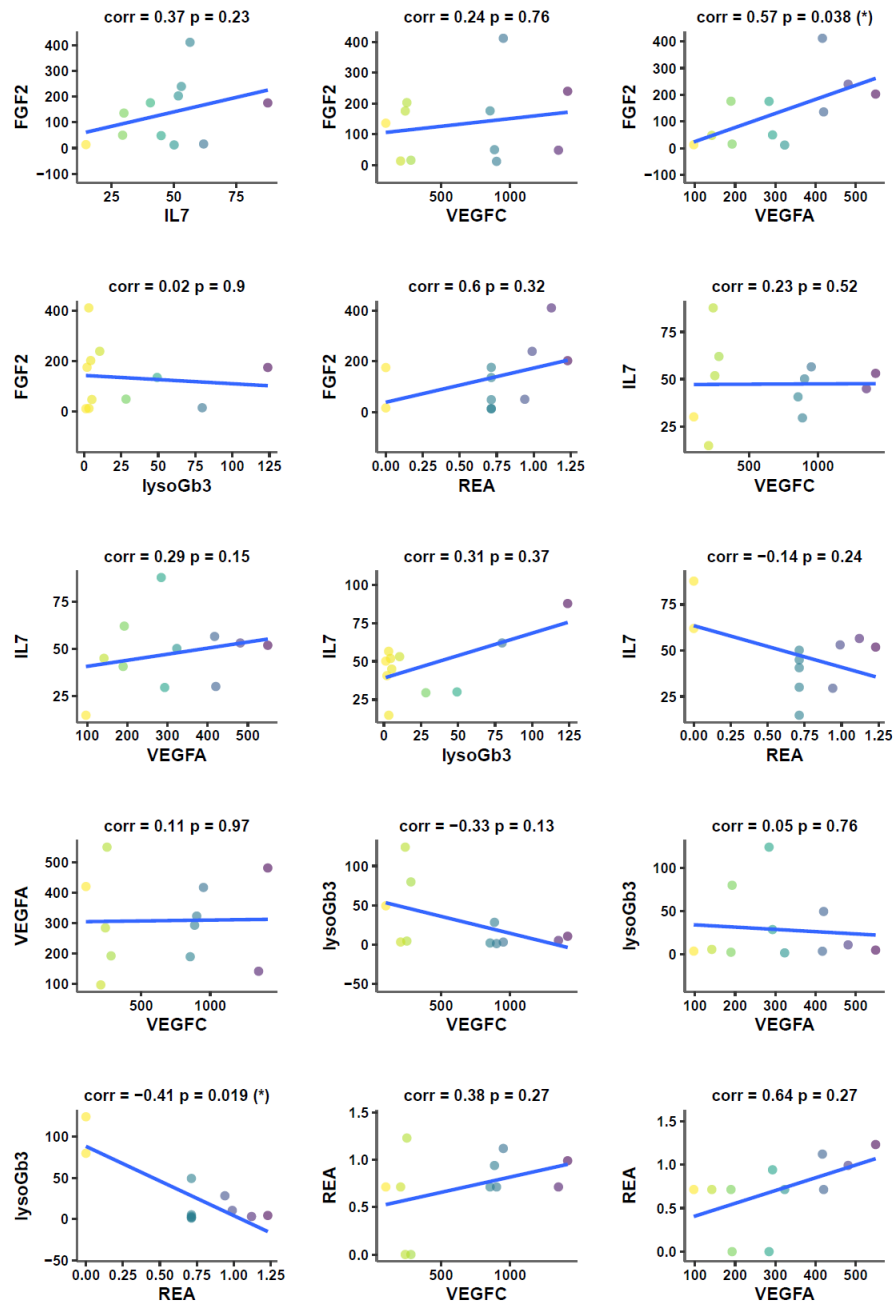 corr = 0.37 p = 0.23
400
300
200
100
0
−100
FGF2
25
50
75
IL7
corr = 0.24 p = 0.76
400
300
200
100
0
FGF2
500
1000
VEGFC
corr = 0.57 p = 0.038 (*)
400
300
200
100
0
−100
FGF2
100
200
300
400
500
VEGFA
corr = 0.02 p = 0.9
400
200
0
FGF2
0
25
50
75
100
125
lysoGb3
corr = 0.6 p = 0.32
400
200
0
FGF2
0.00
0.25
0.50
0.75
1.00
1.25
REA
corr = 0.23 p = 0.52
75
50
25
IL7
500
1000
VEGFC
corr = 0.29 p = 0.15
75
50
25
IL7
100
200
300
400
500
VEGFA
corr = 0.31 p = 0.37
100
75
50
25
0
IL7
0
25
50
75
100
125
lysoGb3
corr = −0.14 p = 0.24
75
50
25
IL7
0.00
0.25
0.50
0.75
1.00
1.25
REA
corr = 0.11 p = 0.97
500
400
300
200
100
VEGFA
500
1000
VEGFC
corr = −0.33 p = 0.13
100
50
0
−50
lysoGb3
500
1000
VEGFC
corr = 0.05 p = 0.76
100
50
0
lysoGb3
100
200
300
400
500
VEGFA
corr = −0.41 p = 0.019 (*)
100
50
0
−50
lysoGb3
0.00
0.25
0.50
0.75
1.00
1.25
REA
corr = 0.38 p = 0.27
1.5
1.0
0.5
0.0
REA
500
1000
VEGFC
corr = 0.64 p = 0.27
1.5
1.0
0.5
0.0
REA
100
200
300
400
500
VEGFA